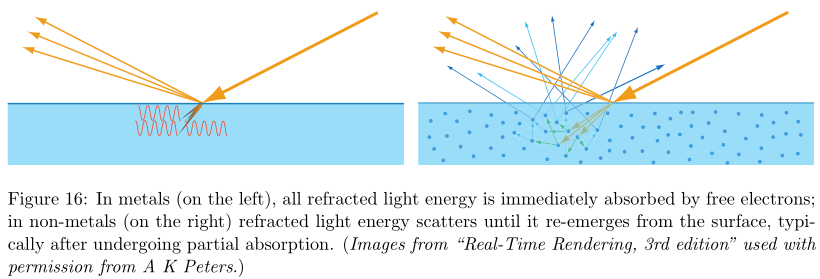 Figure 16: In metals (on the left), all refracted light energy is immediately absorbed by free electrons;
in non-metals (on the right) refracted light energy scatters until it re-emerges from the surface, typi-
cally after undergoing partial absorption. (Images from “Real-Time Rendering, 3rd edition” used with
permission from A K Peters.)